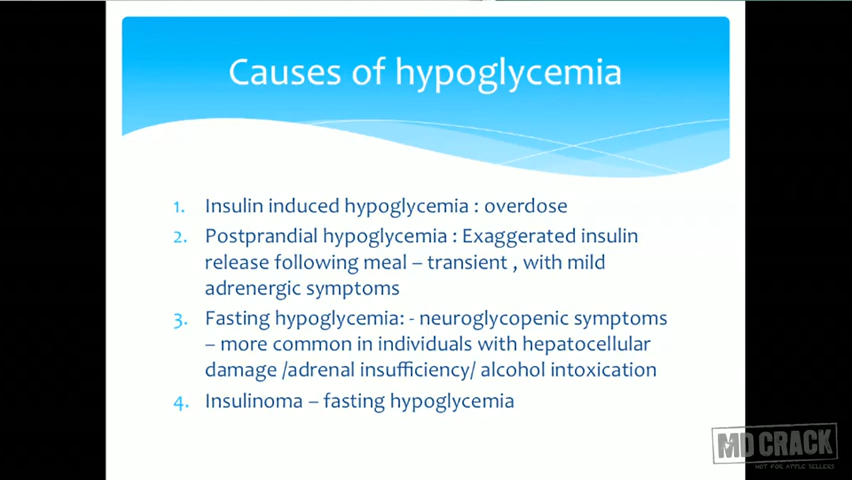 Causes of hypoglycemia
1. Insulin induced hypoglycemia : overdose
2. Postprandial hypoglycemia : Exaggerated insulin
release following meal – transient , with mild
adrenergic symptoms
3. Fasting hypoglycemia: - neuroglycopenic symptoms
– more common in individuals with hepatocellular
damage /adrenal insufficiency/ alcohol intoxication
4. Insulinoma – fasting hypoglycemia
MD CRACK
NOT FOR APPLE SELLERS